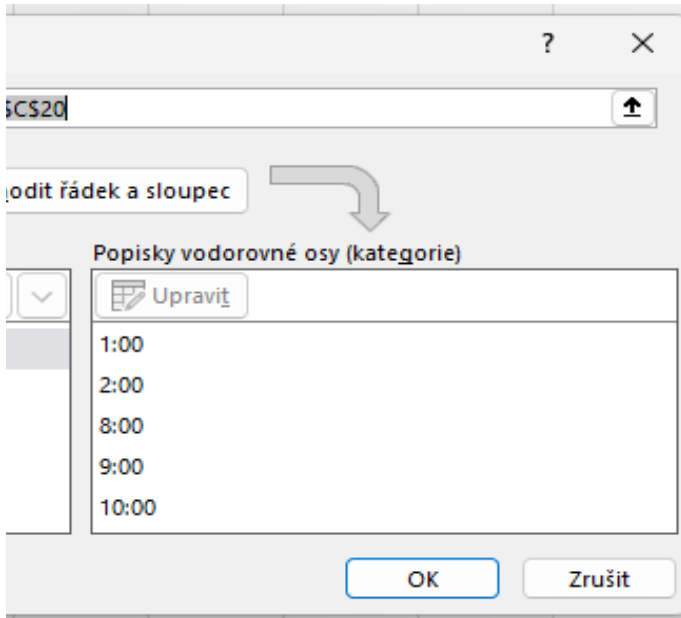 ?
$C$20
odit řádek a sloupec
Popisky vodorovné osy (kategorie)
Upravit
1:00
2:00
8:00
9:00
10:00
OK
Zrušit